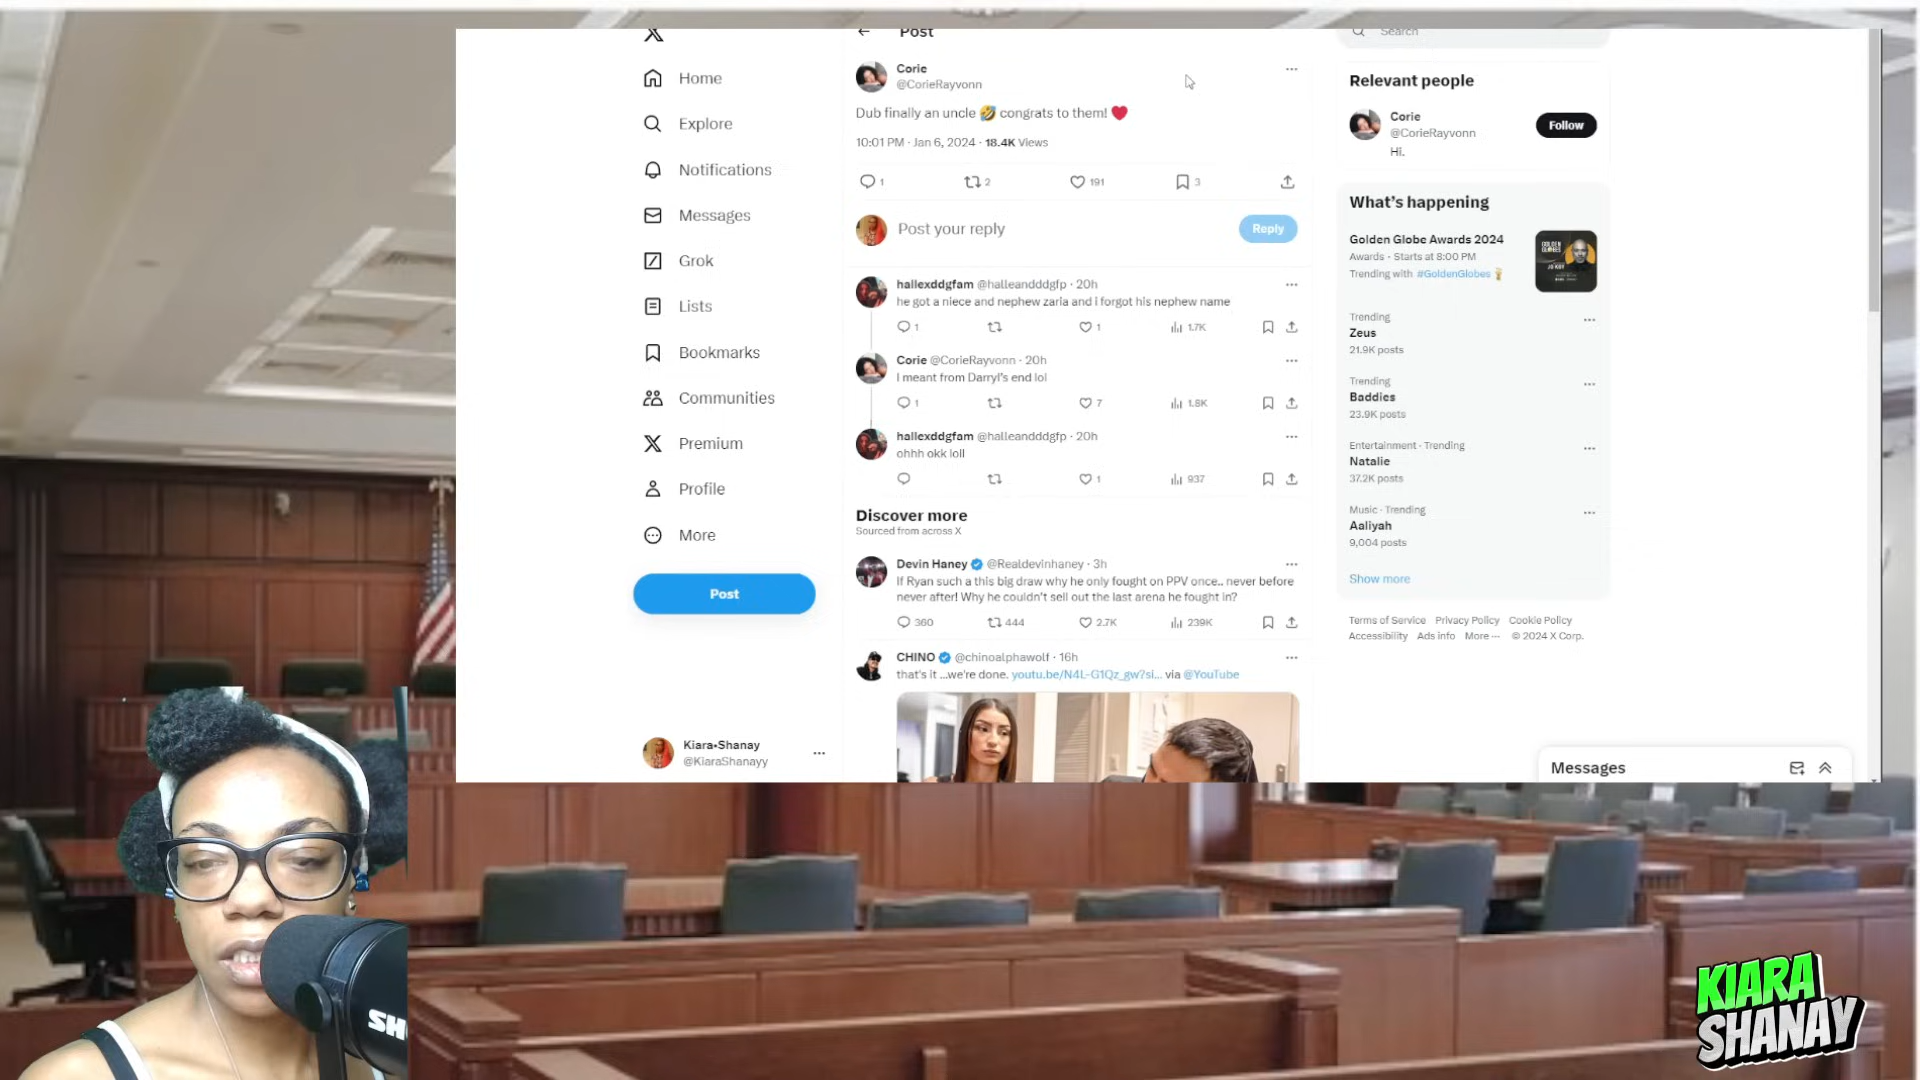 Post
Search
Home
Explore
Notifications
Messages
Grok
Lists
Bookmarks
Communities
Premium
Profile
More
Post
Kiara•Shanay
@KiaraShanayy
Corie
@CorieRayvonn
Dub finally an uncle 🤣 congrats to them! ❤️
10:01 PM · Jan 6, 2024 · 18.4K Views
1 2 191 3
Post your reply
Reply
hallexddgfam @halleandddgfp · 20h
he got a niece and nephew zaria and i forgot his nephew name
1 1 1.7K
Corie @CorieRayvonn · 20h
I meant from Darryl's end lol
1 7 1.8K
hallexddgfam @halleandddgfp · 20h
ohhh okk loll
1 937
Discover more
Sourced from across X
Devin Haney @Realdevinhaney · 3h
If Ryan such a this big draw why he only fought on PPV once.. never before
never after! Why he couldn't sell out the last arena he fought in?
360 444 2.7K 239K
CHINO @chinoalphawolf · 16h
that's it ...we're done. youtu.be/N4L-G1Qz_gw?si... via @YouTube
Relevant people
Corie
@CorieRayvonn
Follow
Hi.
What's happening
Golden Globe Awards 2024
Awards · Starts at 8:00 PM
Trending with #GoldenGlobes
Trending
Zeus
21.9K posts
Trending
Baddies
23.9K posts
Entertainment · Trending
Natalie
37.2K posts
Music · Trending
Aaliyah
9,004 posts
Show more
Terms of Service Privacy Policy Cookie Policy
Accessibility Ads info More ··· © 2024 X Corp.
Messages
SH
KIARA
SHANAY